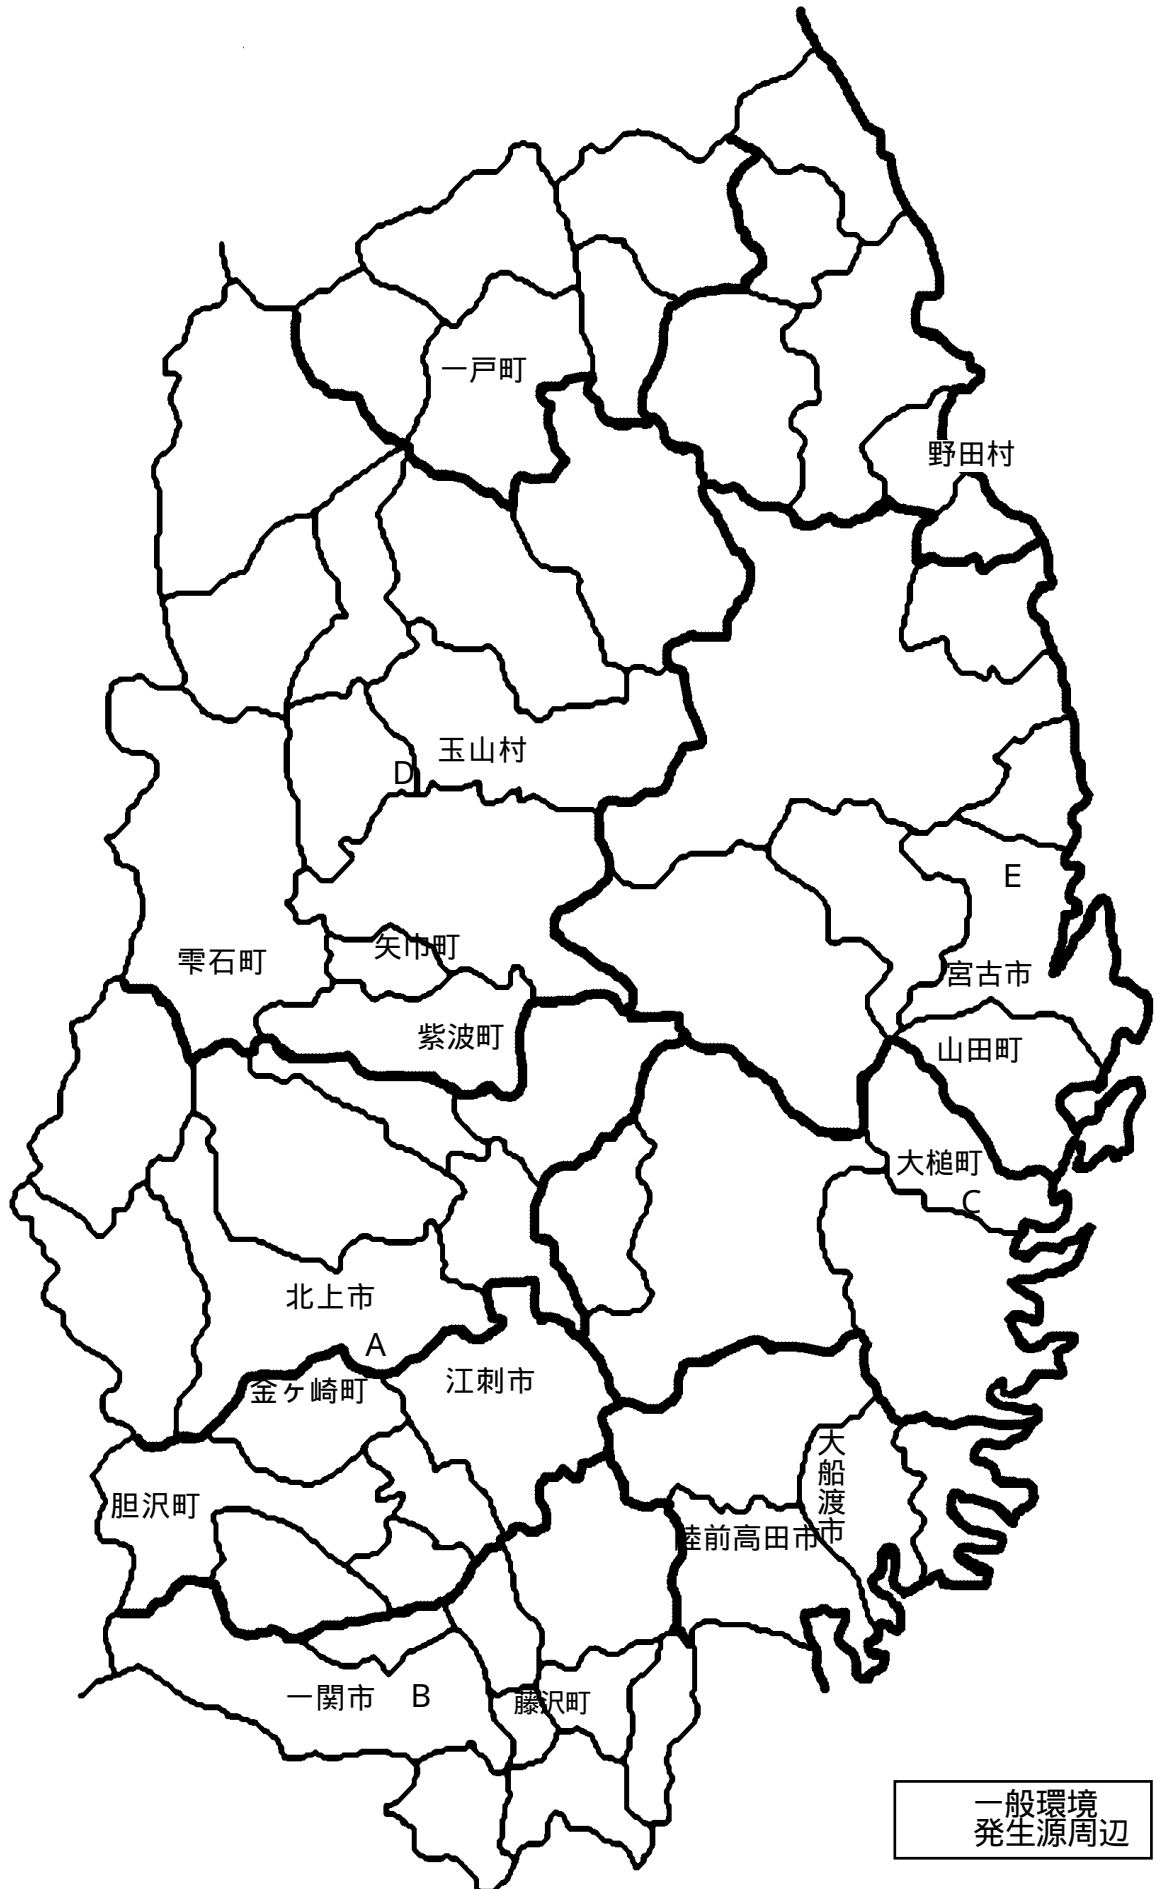 一戸町
野田村
玉山村
D
E
矢巾町
雫石町
宮古市
紫波町
山田町
大槌町
C
北上市
A
江刺市
金ヶ崎町
大船渡市
胆沢町
陸前高田市
一関市
B
藤沢町
一般環境
発生源周辺